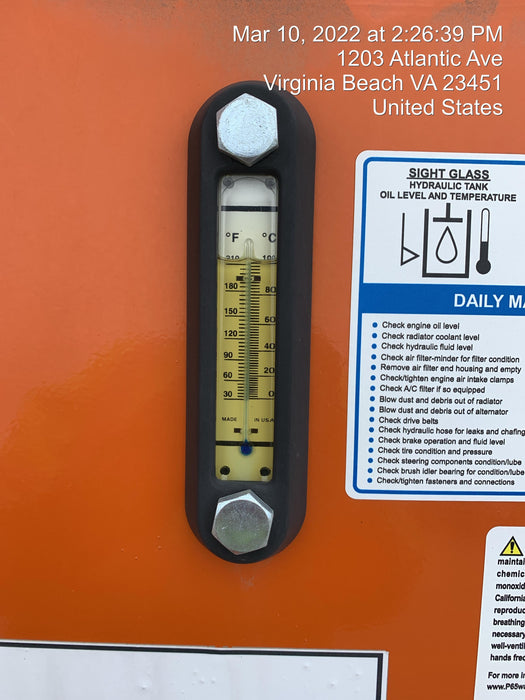 Mar 10, 2022 at 2:26:39 PM
1203 Atlantic Ave
Virginia Beach VA 23451
United States
SIGHT GLASS
HYDRAULIC TANK
OIL LEVEL AND TEMPERATURE
°F °C
210 100
180 80
150
60
120
40
90
60 20
30 0
MADE IN USA
DAILY
Check engine oil level
Check radiator coolant level
Check hydraulic fluid level
Check air filter-minder for filter condition
Remove air filter end housing and empty
Check/tighten engine air intake clamps
Check A/C filter if so equipped
Blow dust and debris out of radiator
Blow dust and debris out of alternator
Check drive belts
Check hydraulic hose for leaks and chafing
Check brake operation and fluid level
Check tire condition and pressure
Check steering components condition/lube
Check brush idler bearing for condition/lube
Check/tighten fasteners and connections
maintai
chemic
monoxid
California
reproduc
breathing
necessary
well-ventil
hands freq
For more in
www.P65wa